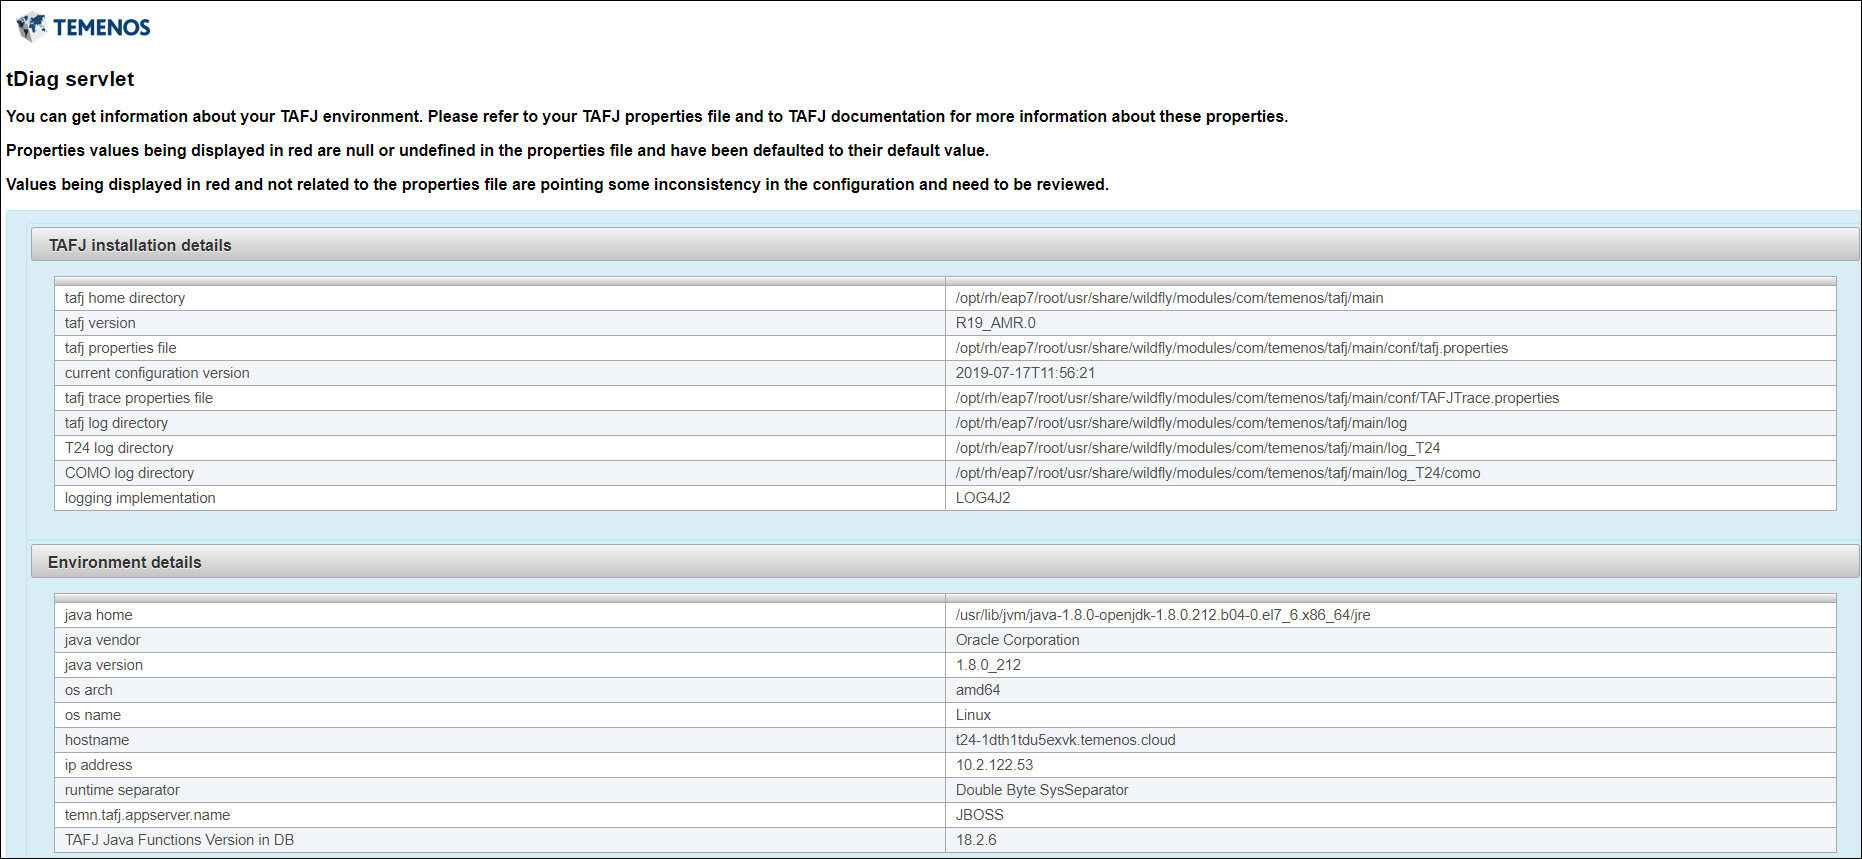 TEMENOS
tDiag servlet
You can get information about your TAFJ environment. Please refer to your TAFJ properties file and to TAFJ documentation for more information about these properties.
Properties values being displayed in red are null or undefined in the properties file and have been defaulted to their default value.
Values being displayed in red and not related to the properties file are pointing some inconsistency in the configuration and need to be reviewed.
TAFJ installation details
tafj home directory /opt/rh/eap7/root/usr/share/wildfly/modules/com/temenos/tafj/main
tafj version R19_AMR.0
tafj properties file /opt/rh/eap7/root/usr/share/wildfly/modules/com/temenos/tafj/main/conf/tafj.properties
current configuration version 2019-07-17T11:56:21
tafj trace properties file /opt/rh/eap7/root/usr/share/wildfly/modules/com/temenos/tafj/main/conf/TAFJTrace.properties
tafj log directory /opt/rh/eap7/root/usr/share/wildfly/modules/com/temenos/tafj/main/log
T24 log directory /opt/rh/eap7/root/usr/share/wildfly/modules/com/temenos/tafj/main/log_T24
COMO log directory /opt/rh/eap7/root/usr/share/wildfly/modules/com/temenos/tafj/main/log_T24/como
logging implementation LOG4J2
Environment details
java home /usr/lib/jvm/java-1.8.0-openjdk-1.8.0.212.b04-0.el7_6.x86_64/jre
java vendor Oracle Corporation
java version 1.8.0_212
os arch amd64
os name Linux
hostname t24-1dth1tdu5exvk.temenos.cloud
ip address 10.2.122.53
runtime separator Double Byte SysSeparator
temn.tafj.appserver.name JBOSS
TAFJ Java Functions Version in DB 18.2.6